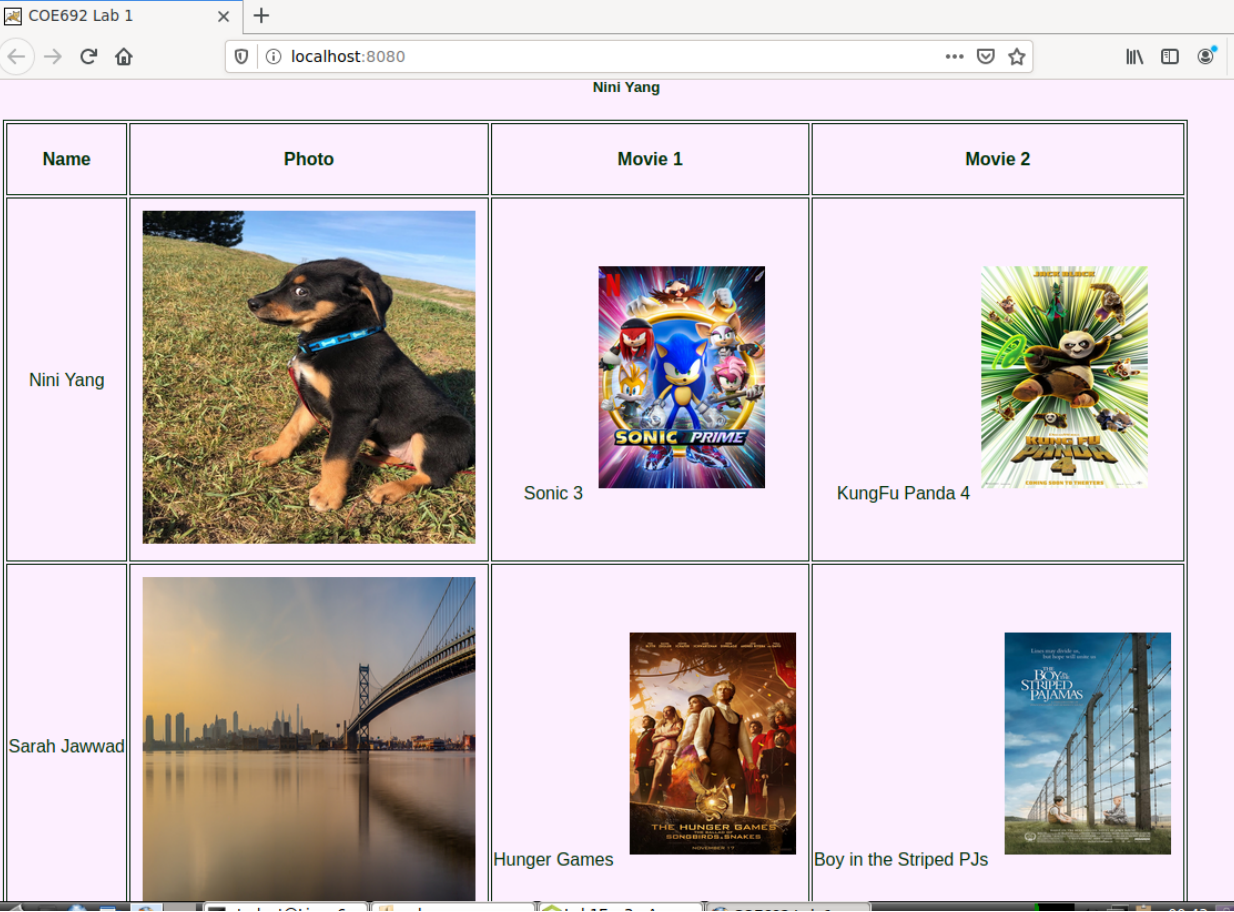 COE692 Lab 1
localhost:8080
Nini Yang
Name Photo Movie 1 Movie 2
JACK BLACK
N
SONIC PRIME
KUNG FU
PANDA
4
COMING SOON TO THEATERS
Nini Yang
Sonic 3
KungFu Panda 4
Lines may divide us,
but hope will unite us
THE
BOY IN THE
STRIPED
PAJAMAS
THE HUNGER GAMES
THE BALLAD OF
SONGBIRDS & SNAKES
NOVEMBER 17
Sarah Jawwad
Hunger Games
Boy in the Striped PJs